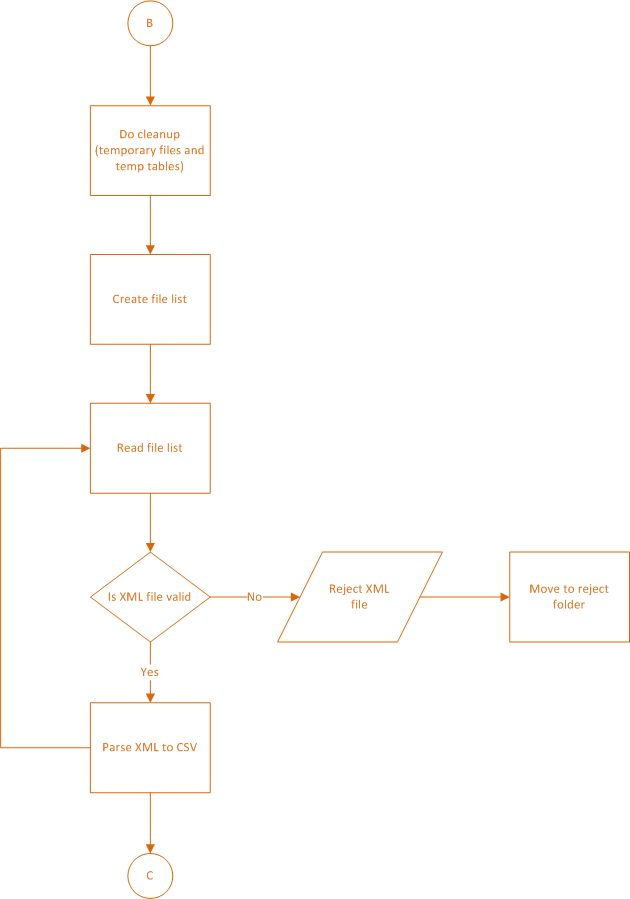 B
Do cleanup
(temporary files and
temp tables)
Create file list
Read file list
Is XML file valid
No
Reject XML
file
Move to reject
folder
Yes
Parse XML to CSV
C